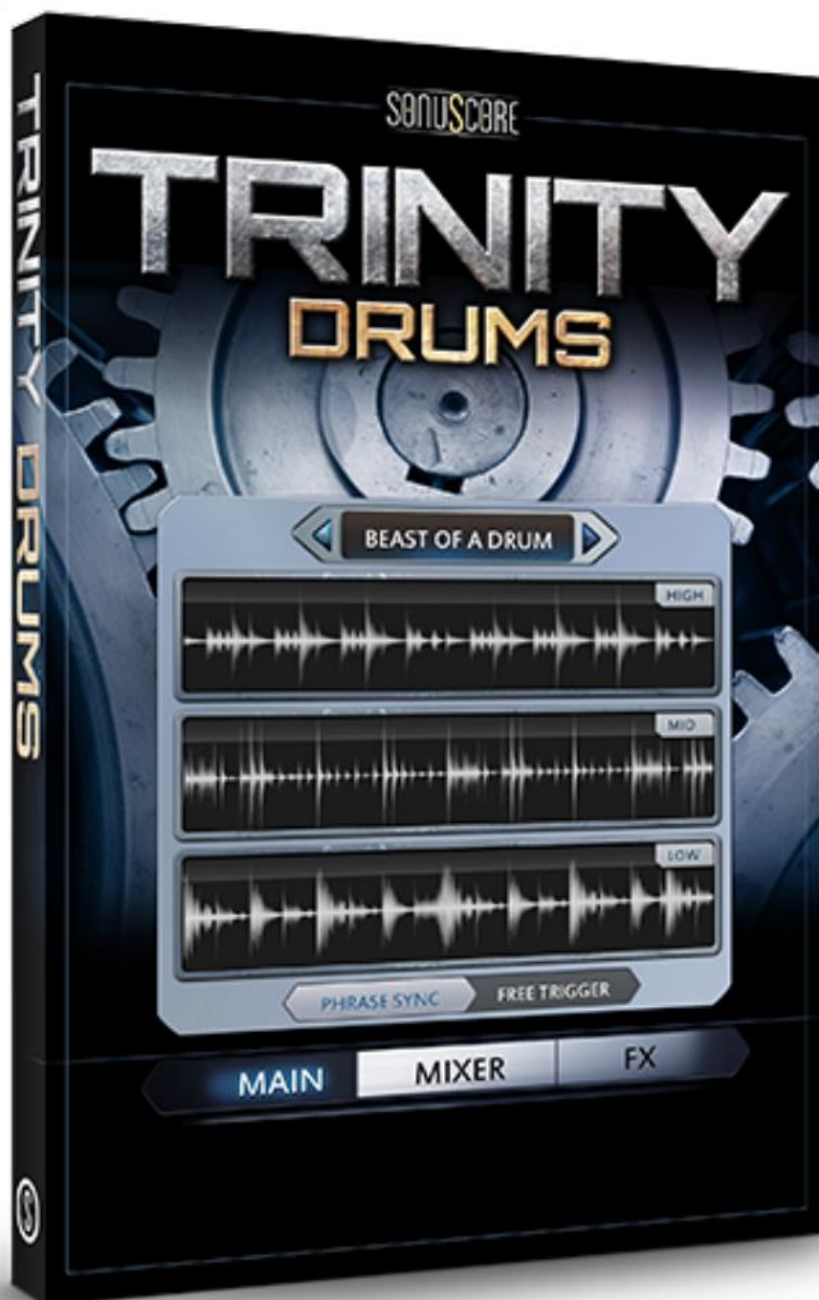 SONUSCORE
TRINITY
DRUMS
TRINITY DRUMS
BEAST OF A DRUM
HIGH
MID
LOW
PHRASE SYNC
FREE TRIGGER
MAIN
MIXER
FX
S